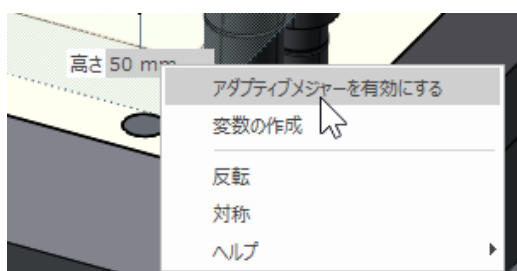 高さ 50 mm
アダプティブメジャーを有効にする
変数の作成
反転
対称
ヘルプ